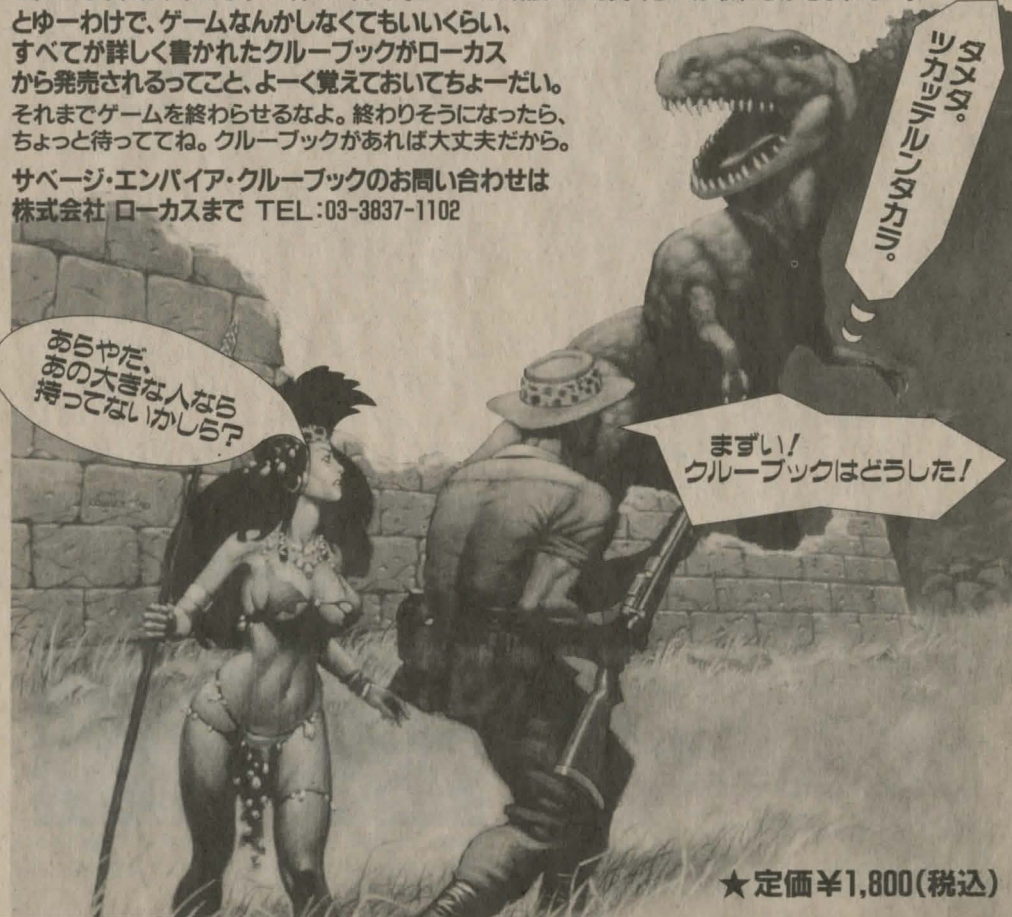 とゆーわけで、ゲームなんかしなくてもいいくらい、
すべてが詳しく書かれたクルーブックがローカス
から発売されるってこと、よーく覚えておいてちょーだい。
それまでゲームを終わらせるなよ。終わりそうになったら、
ちょっと待っててね。クルーブックがあれば大丈夫だから。
サベージ・エンパイア・クルーブックのお問い合わせは
株式会社 ローカスまで TEL:03-3837-1102
ダメダ。
ツカッテルンダカラ。
あらやだ、
あの大きな人なら
持ってないかしら?
まずい!
クルーブックはどうした!
★定価¥1,800(税込)